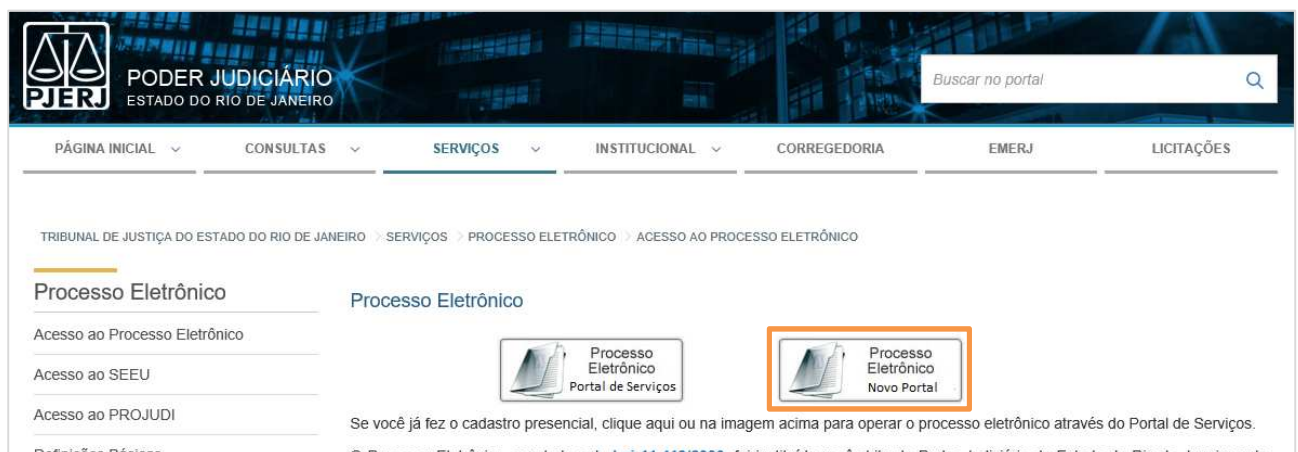 PJERJ
PODER JUDICIÁRIO
ESTADO DO RIO DE JANEIRO
Buscar no portal
PÁGINA INICIAL CONSULTAS SERVIÇOS INSTITUCIONAL CORREGEDORIA EMERJ LICITAÇÕES
TRIBUNAL DE JUSTIÇA DO ESTADO DO RIO DE JANEIRO > SERVIÇOS > PROCESSO ELETRÔNICO > ACESSO AO PROCESSO ELETRÔNICO
Processo Eletrônico
Acesso ao Processo Eletrônico
Acesso ao SEEU
Acesso ao PROJUDI
Processo Eletrônico
Processo
Eletrônico
Portal de Serviços
Processo
Eletrônico
Novo Portal
Se você já fez o cadastro presencial, clique aqui ou na imagem acima para operar o processo eletrônico através do Portal de Serviços.